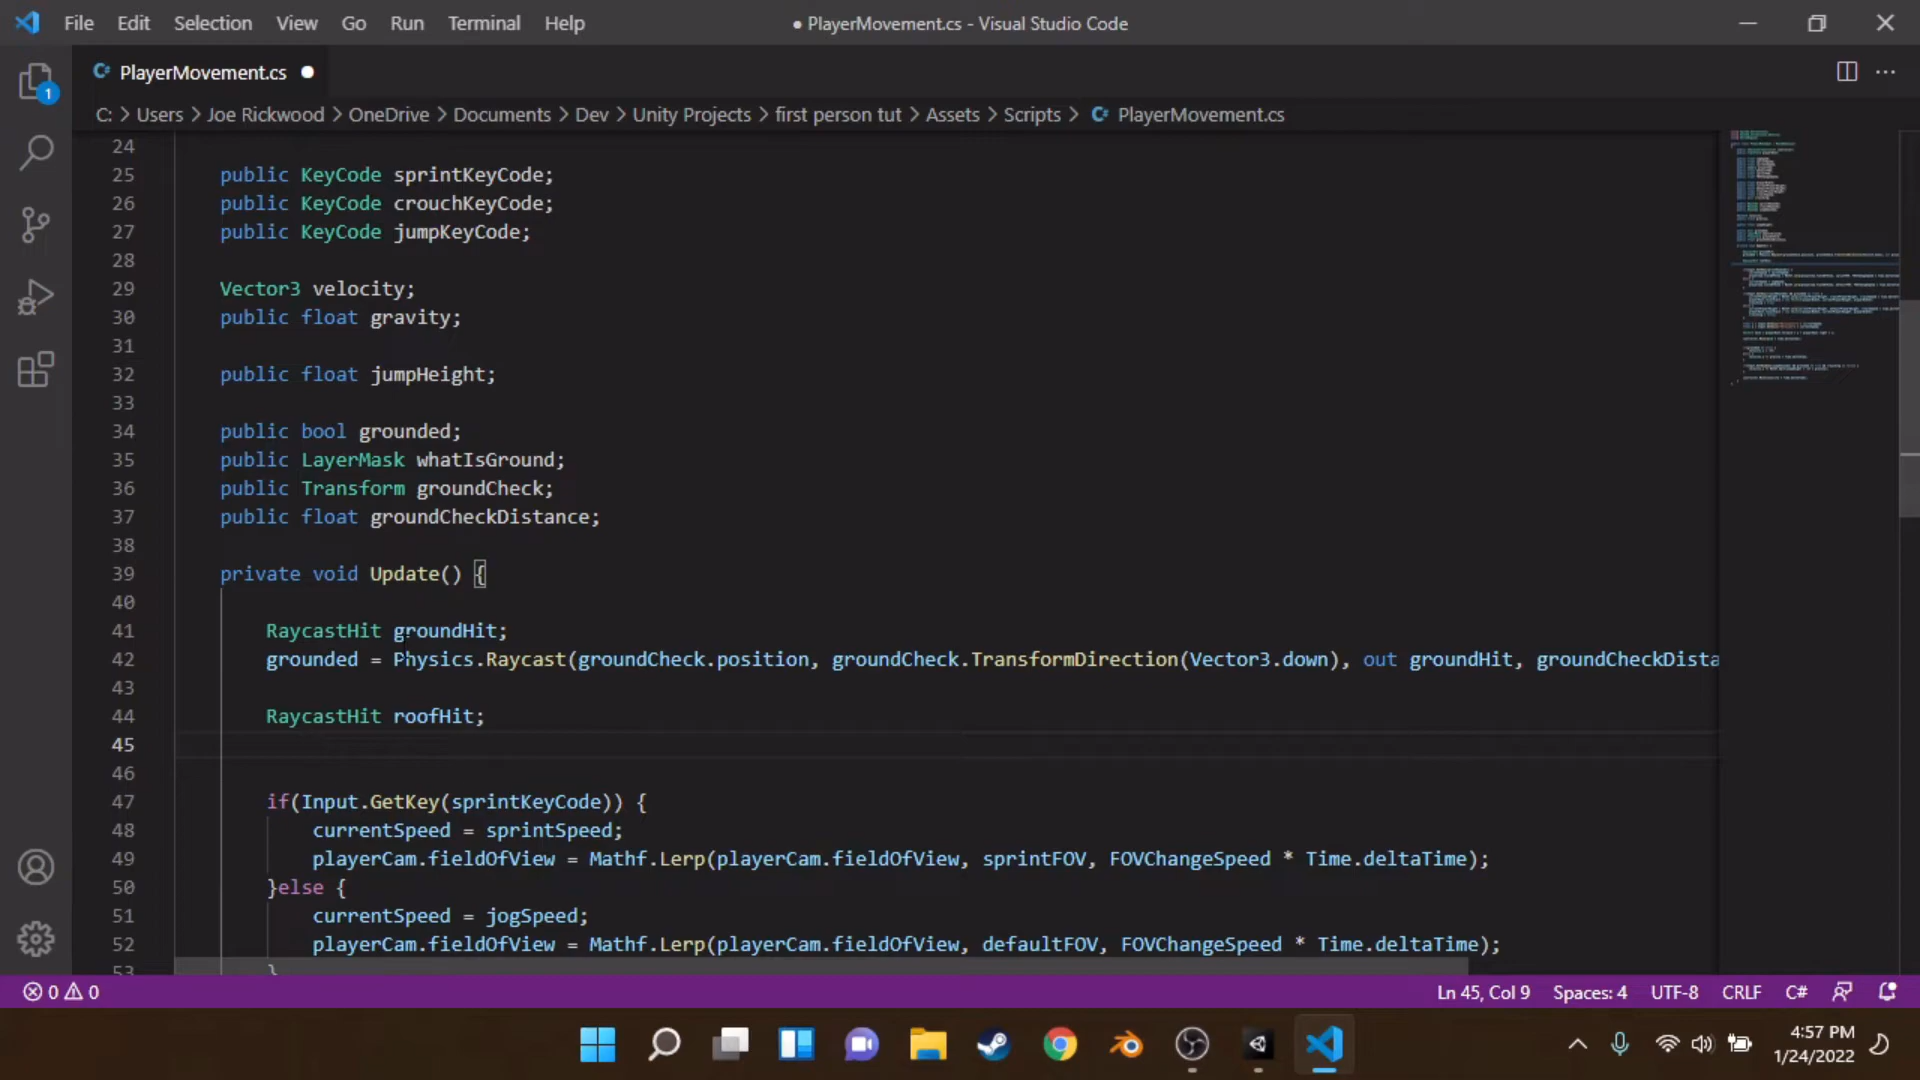 File Edit Selection View Go Run Terminal Help
● PlayerMovement.cs - Visual Studio Code
PlayerMovement.cs
C: > Users > Joe Rickwood > OneDrive > Documents > Dev > Unity Projects > first person tut > Assets > Scripts > PlayerMovement.cs
1
24
25 public KeyCode sprintKeyCode;
26 public KeyCode crouchKeyCode;
27 public KeyCode jumpKeyCode;
28
29 Vector3 velocity;
30 public float gravity;
31
32 public float jumpHeight;
33
34 public bool grounded;
35 public LayerMask whatIsGround;
36 public Transform groundCheck;
37 public float groundCheckDistance;
38
39 private void Update() {
40
41 RaycastHit groundHit;
42 grounded = Physics.Raycast(groundCheck.position, groundCheck.TransformDirection(Vector3.down), out groundHit, groundCheckDista
43
44 RaycastHit roofHit;
45
46
47 if(Input.GetKey(sprintKeyCode)) {
48 currentSpeed = sprintSpeed;
49 playerCam.fieldOfView = Mathf.Lerp(playerCam.fieldOfView, sprintFOV, FOVChangeSpeed * Time.deltaTime);
50 }else {
51 currentSpeed = jogSpeed;
52 playerCam.fieldOfView = Mathf.Lerp(playerCam.fieldOfView, defaultFOV, FOVChangeSpeed * Time.deltaTime);
53 }
0 0
Ln 45, Col 9 Spaces: 4 UTF-8 CRLF C#
4:57 PM
1/24/2022